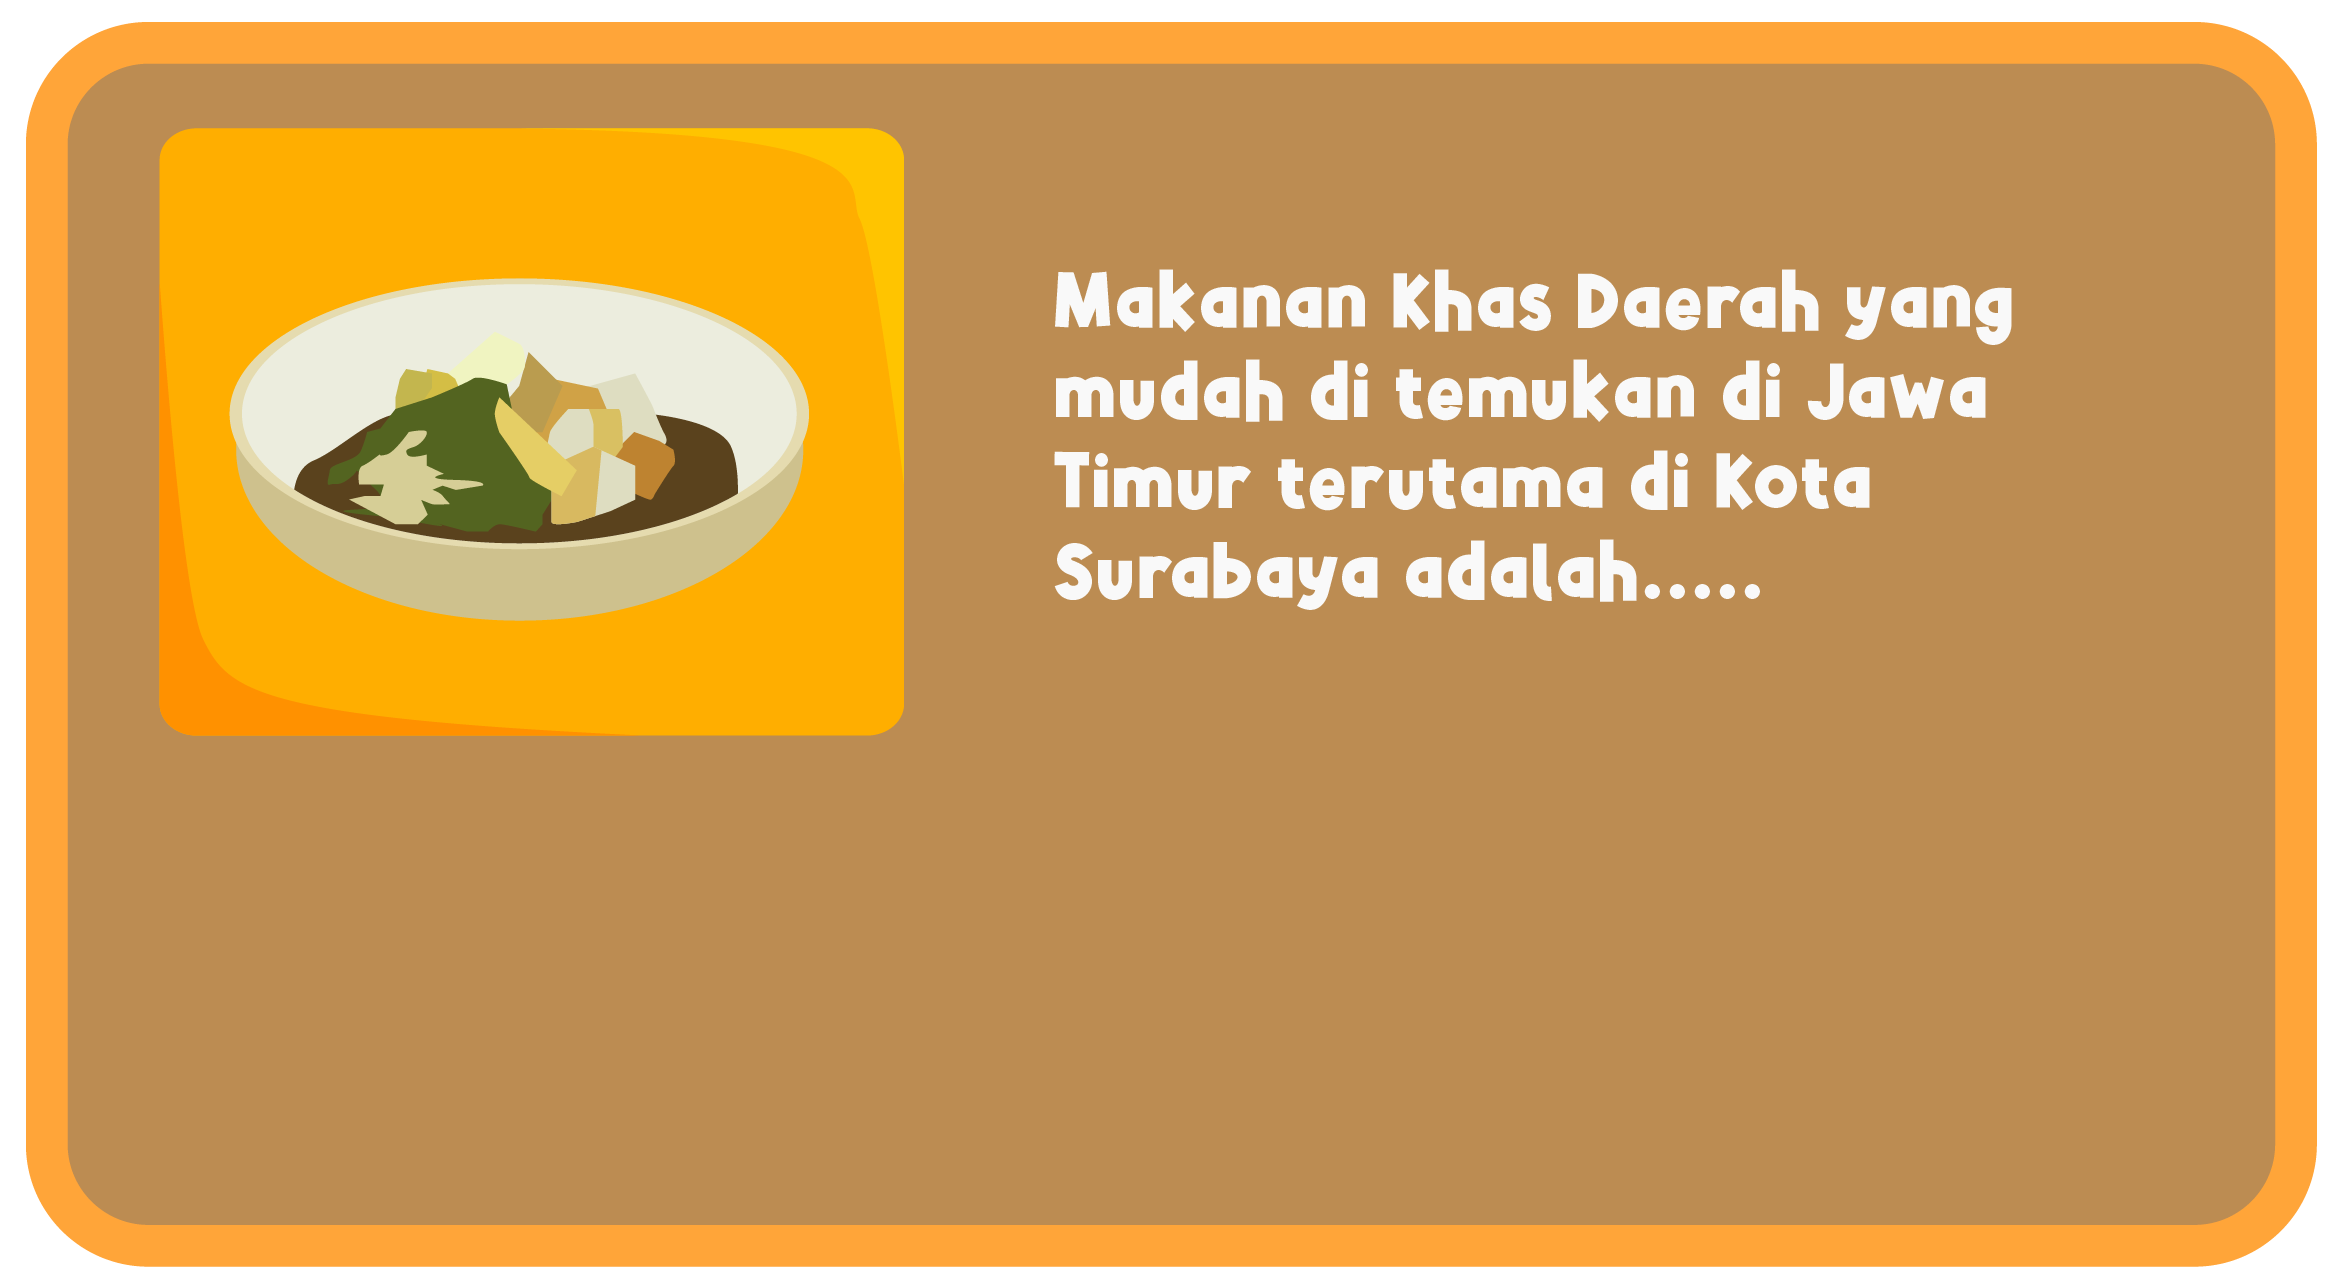 Makanan Khas Daerah yang
mudah di temukan di Jawa
Timur terutama di Kota
Surabaya adalah.....